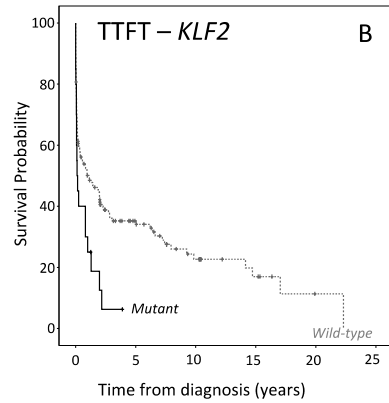 TTFT – KLF2
B
Survival Probability
100
80
60
40
20
0
Mutant
Wild-type
0 5 10 15 20 25
Time from diagnosis (years)